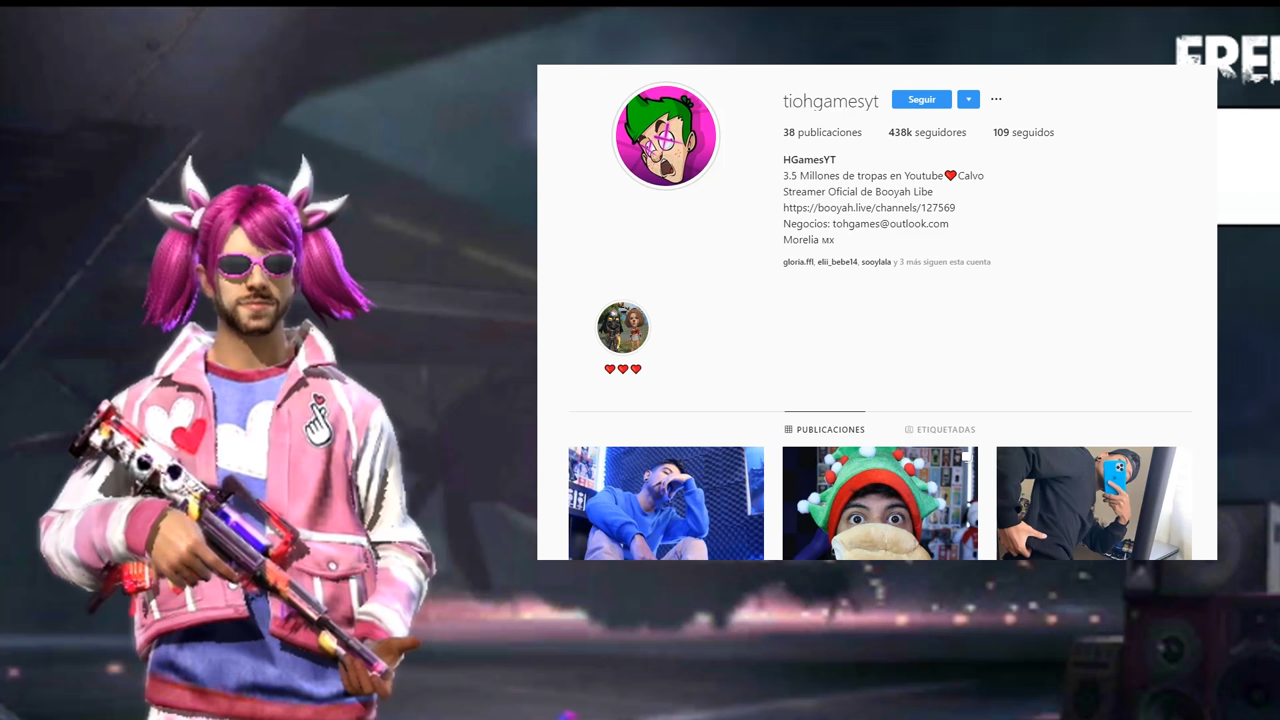 FREE
tiohgamesyt Seguir ...
38 publicaciones 438k seguidores 109 seguidos
HGamesYT
3.5 Millones de tropas en Youtube❤️Calvo
Streamer Oficial de Booyah Libe
https://booyah.live/channels/127569
Negocios: tohgames@outlook.com
Morelia мx
gloria.ffl, elii_bebe14, sooylala y 3 más siguen esta cuenta
❤️❤️❤️
PUBLICACIONES ETIQUETADAS